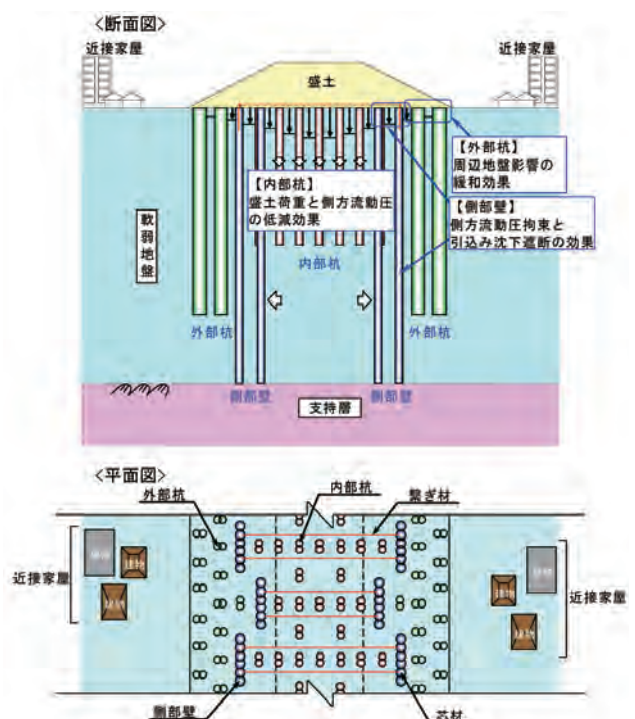 <断面図>
近接家屋
近接家屋
盛土
【外部杭】
周辺地盤影響の
緩和効果
【内部杭】
盛土荷重と側方流動圧
の低減効果
【側部壁】
側方流動圧拘束と
引込み沈下遮断の効果
軟弱地盤
内部杭
外部杭
外部杭
側部壁
側部壁
支持層
<平面図>
外部杭
内部杭
繋ぎ材
近接家屋
近接家屋
側部壁
芯材